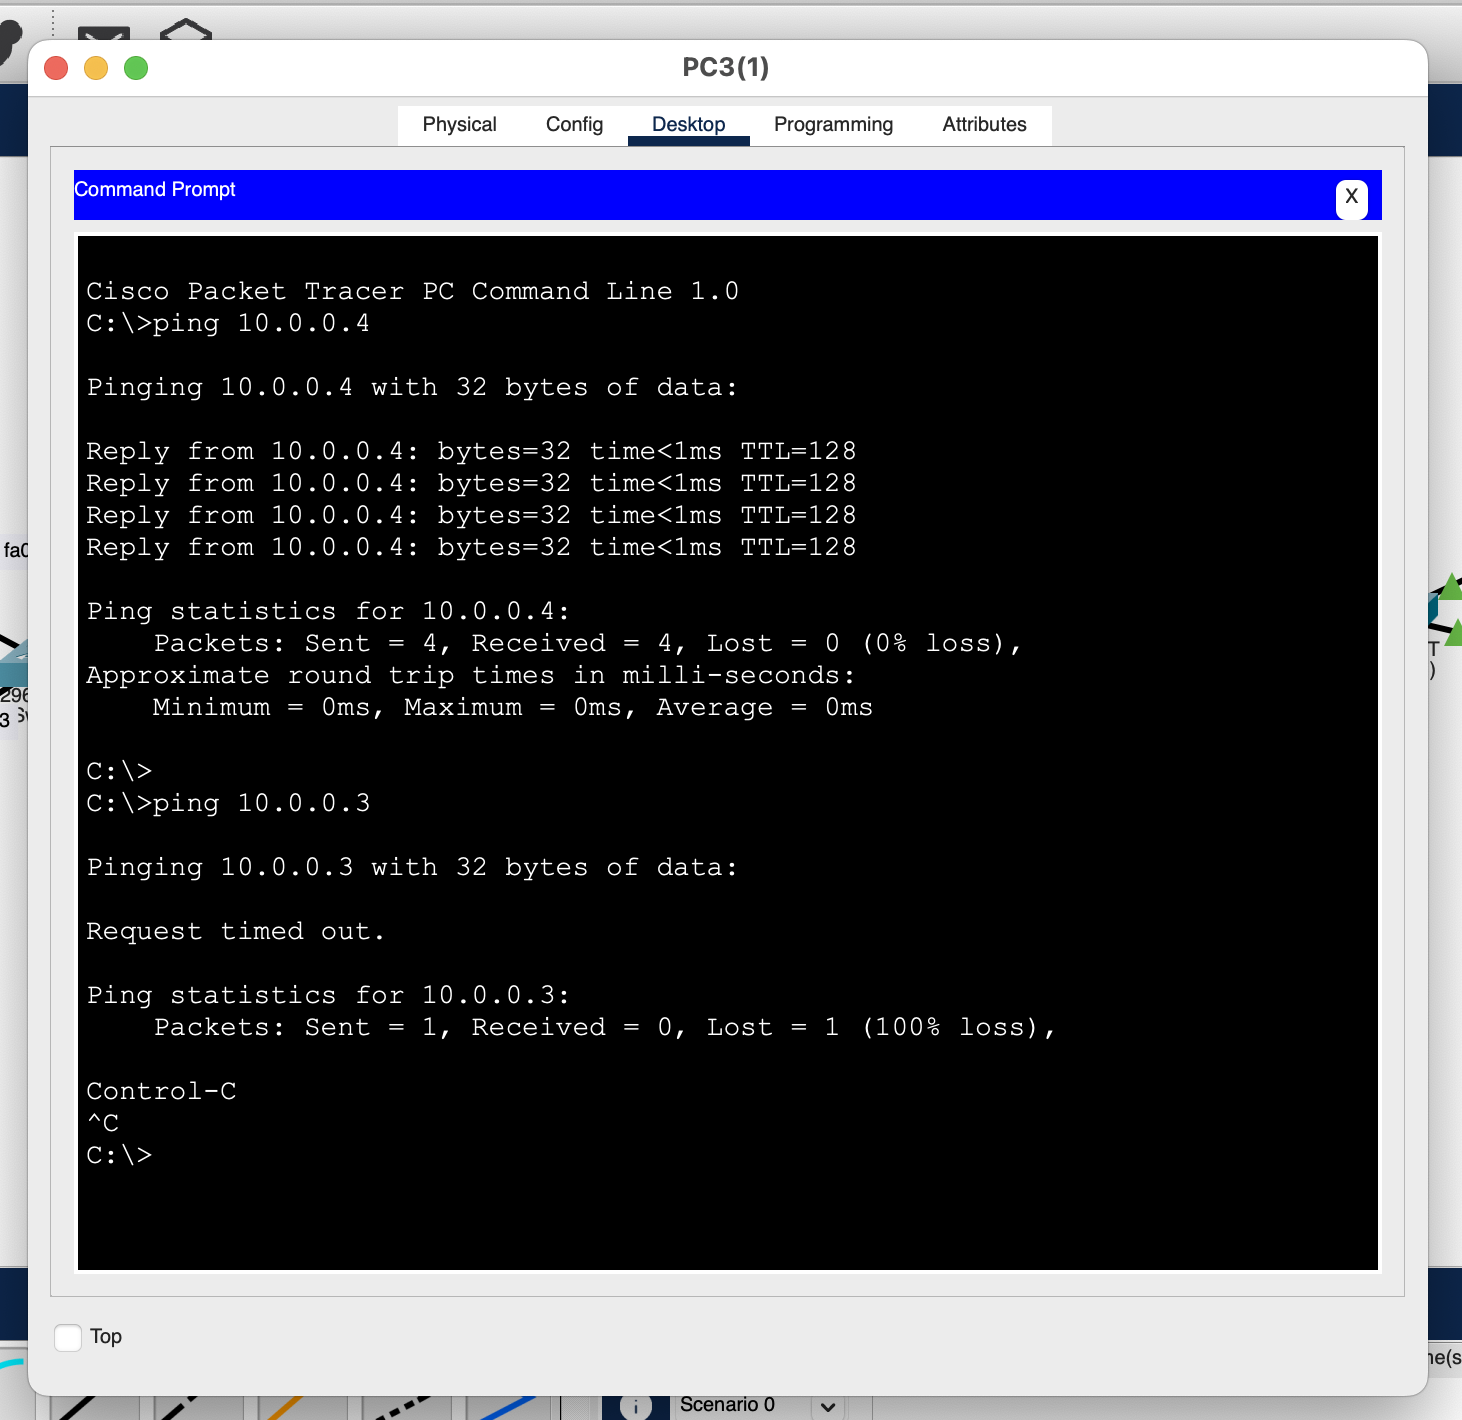 PC3(1)
Physical Config Desktop Programming Attributes
Command Prompt
X
Cisco Packet Tracer PC Command Line 1.0
C:\>ping 10.0.0.4
Pinging 10.0.0.4 with 32 bytes of data:
Reply from 10.0.0.4: bytes=32 time<1ms TTL=128
Reply from 10.0.0.4: bytes=32 time<1ms TTL=128
Reply from 10.0.0.4: bytes=32 time<1ms TTL=128
Reply from 10.0.0.4: bytes=32 time<1ms TTL=128
Ping statistics for 10.0.0.4:
Packets: Sent = 4, Received = 4, Lost = 0 (0% loss),
Approximate round trip times in milli-seconds:
Minimum = 0ms, Maximum = 0ms, Average = 0ms
C:\>
C:\>ping 10.0.0.3
Pinging 10.0.0.3 with 32 bytes of data:
Request timed out.
Ping statistics for 10.0.0.3:
Packets: Sent = 1, Received = 0, Lost = 1 (100% loss),
Control-C
^C
C:\>
Top
Scenario 0